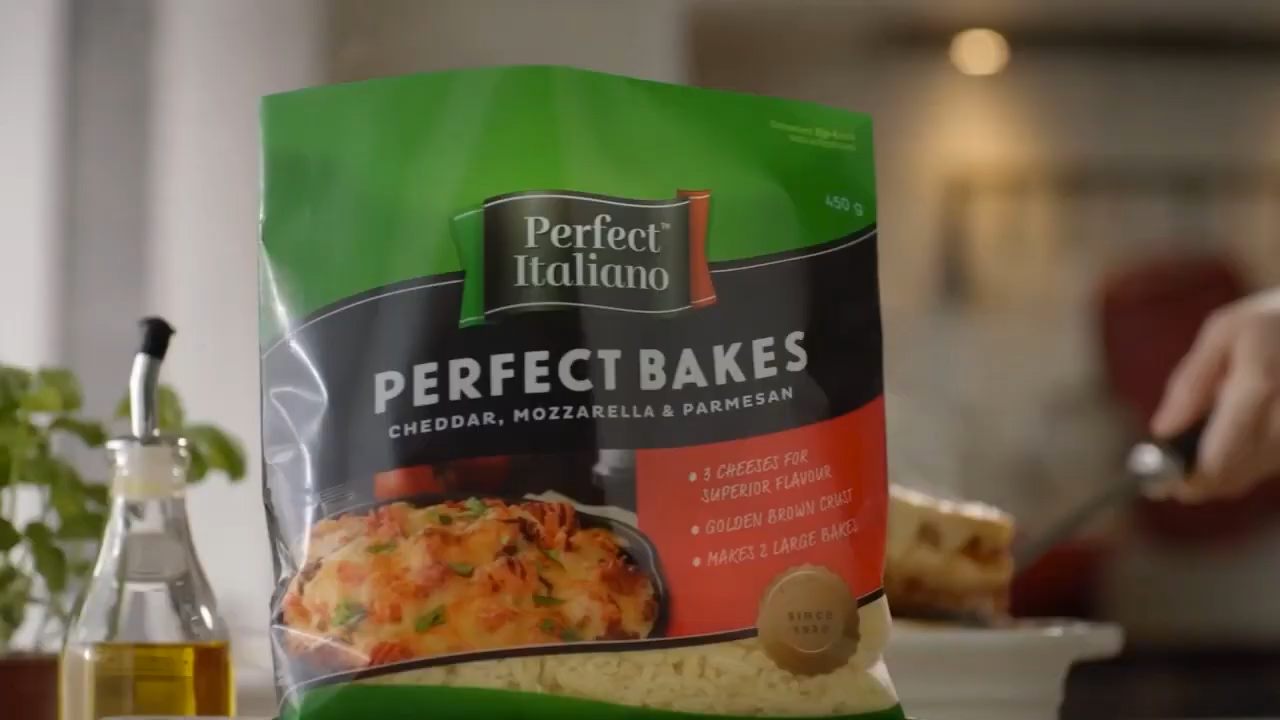 450 g
Perfect™
Italiano
PERFECT BAKES
CHEDDAR, MOZZARELLA & PARMESAN
• 3 CHEESES FOR
SUPERIOR FLAVOUR
• GOLDEN BROWN CRUST
• MAKES 2 LARGE BAKES
SINCE